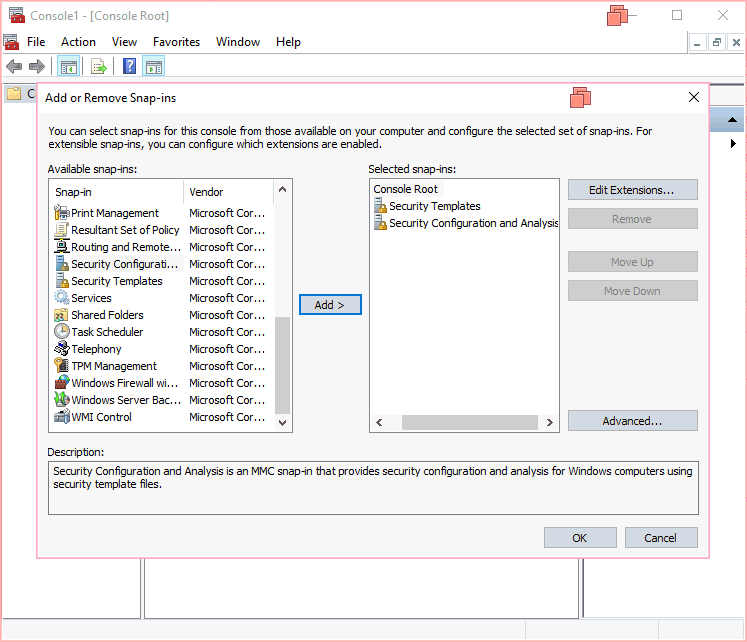 Console1 - [Console Root]
File Action View Favorites Window Help
C
Add or Remove Snap-ins
You can select snap-ins for this console from those available on your computer and configure the selected set of snap-ins. For
extensible snap-ins, you can configure which extensions are enabled.
Available snap-ins:
Snap-in Vendor
Print Management Microsoft Cor...
Resultant Set of Policy Microsoft Cor...
Routing and Remote... Microsoft Cor...
Security Configurati... Microsoft Cor...
Security Templates Microsoft Cor...
Services Microsoft Cor...
Shared Folders Microsoft Cor...
Task Scheduler Microsoft Cor...
Telephony Microsoft Cor...
TPM Management Microsoft Cor...
Windows Firewall wi... Microsoft Cor...
Windows Server Bac... Microsoft Cor...
WMI Control Microsoft Cor...
Add >
Selected snap-ins:
Console Root
Security Templates
Security Configuration and Analysis
Edit Extensions...
Remove
Move Up
Move Down
Advanced...
Description:
Security Configuration and Analysis is an MMC snap-in that provides security configuration and analysis for Windows computers using
security template files.
OK Cancel